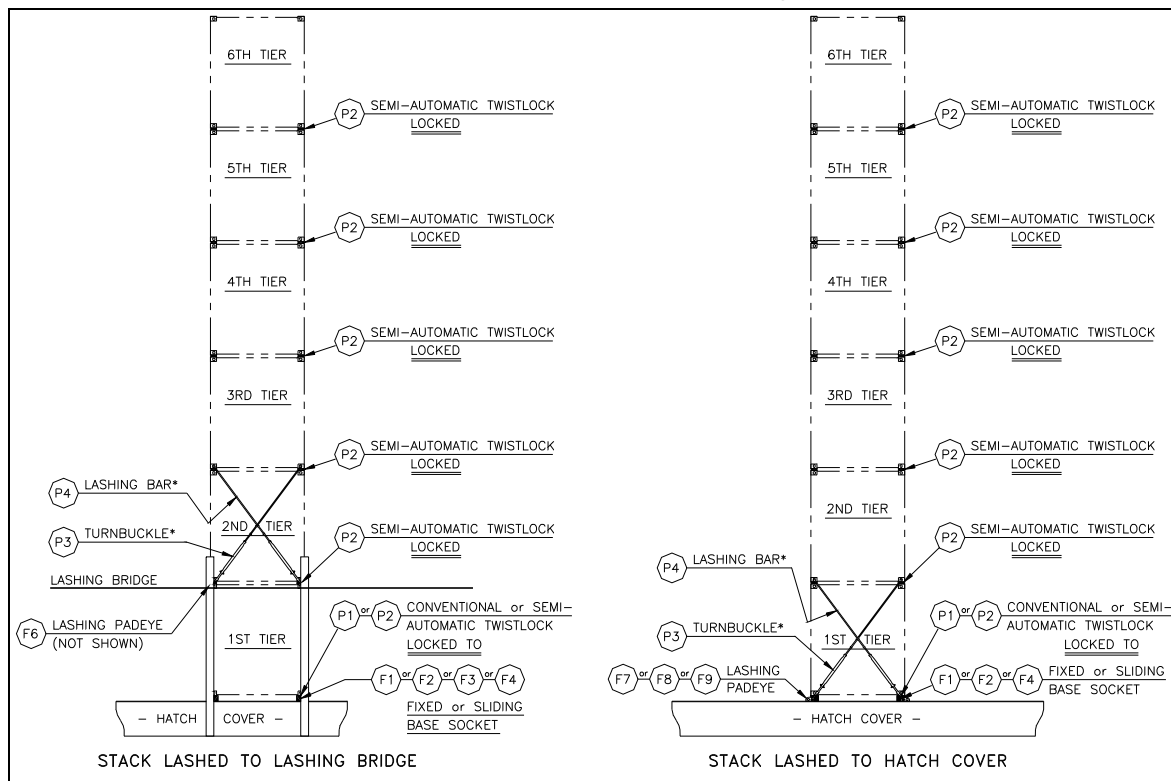 6TH TIER
P2 SEMI-AUTOMATIC TWISTLOCK
LOCKED
5TH TIER
P2 SEMI-AUTOMATIC TWISTLOCK
LOCKED
4TH TIER
P2 SEMI-AUTOMATIC TWISTLOCK
LOCKED
3RD TIER
P2 SEMI-AUTOMATIC TWISTLOCK
LOCKED
P4 LASHING BAR*
2ND TIER
P3 TURNBUCKLE*
P2 SEMI-AUTOMATIC TWISTLOCK
LOCKED
LASHING BRIDGE
F6 LASHING PADEYE
(NOT SHOWN)
1ST TIER
P1 or P2 CONVENTIONAL or SEMI-
AUTOMATIC TWISTLOCK
LOCKED TO
F1 or F2 or F3 or F4
FIXED or SLIDING
BASE SOCKET
- HATCH COVER -
STACK LASHED TO LASHING BRIDGE
6TH TIER
P2 SEMI-AUTOMATIC TWISTLOCK
LOCKED
5TH TIER
P2 SEMI-AUTOMATIC TWISTLOCK
LOCKED
4TH TIER
P2 SEMI-AUTOMATIC TWISTLOCK
LOCKED
3RD TIER
P2 SEMI-AUTOMATIC TWISTLOCK
LOCKED
2ND TIER
P2 SEMI-AUTOMATIC TWISTLOCK
LOCKED
P4 LASHING BAR*
P3 TURNBUCKLE*
1ST TIER
P1 or P2 CONVENTIONAL or SEMI-
AUTOMATIC TWISTLOCK
LOCKED TO
F7 or F8 or F9 LASHING
PADEYE
F1 or F2 or F4 FIXED or SLIDING
BASE SOCKET
- HATCH COVER -
STACK LASHED TO HATCH COVER